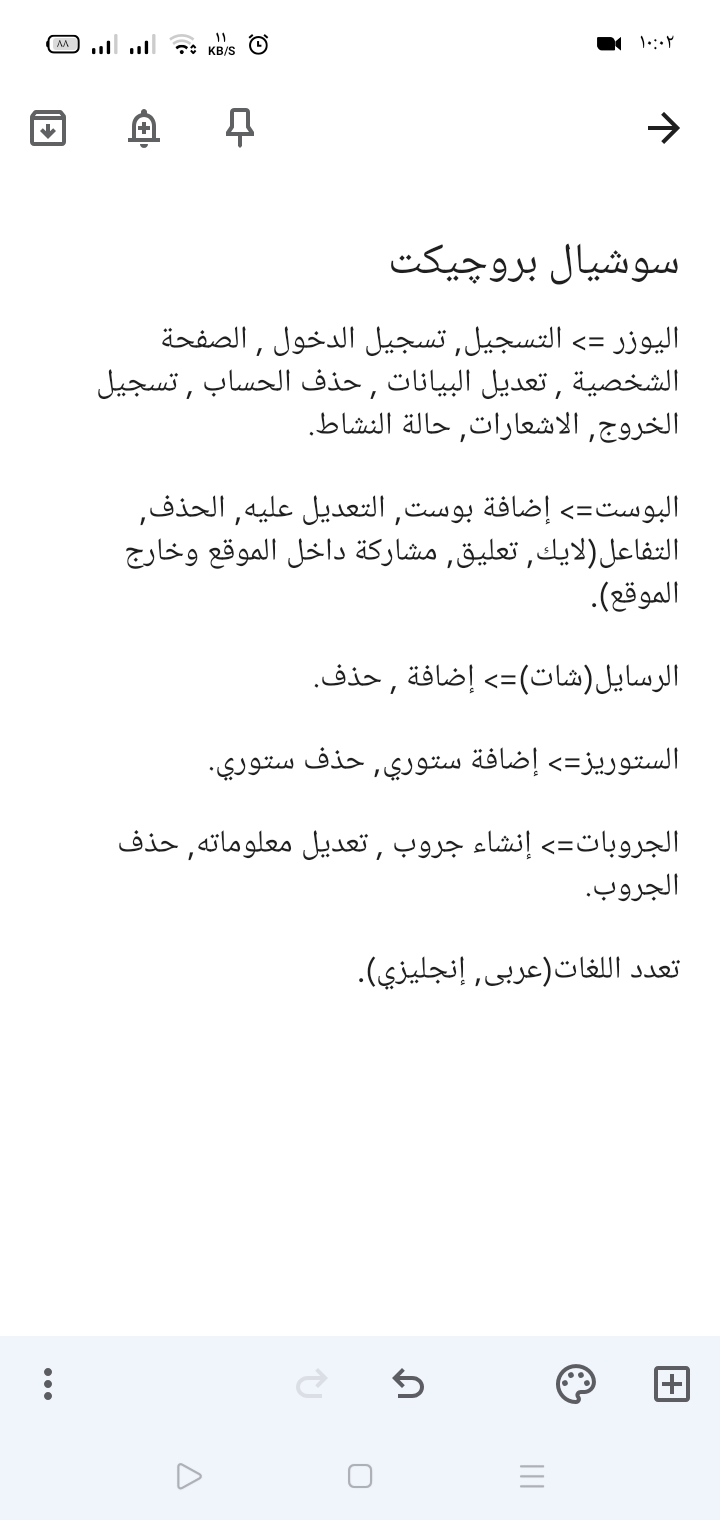 ٨٨
١١
KB/S
١٠:٠٢
سوشيال بروچيكت
اليوزر => التسجيل, تسجيل الدخول , الصفحة
الشخصية , تعديل البيانات , حذف الحساب , تسجيل
الخروج, الاشعارات, حالة النشاط.
البوست=> إضافة بوست, التعديل عليه, الحذف,
التفاعل(لايك, تعليق, مشاركة داخل الموقع وخارج
الموقع).
الرسايل(شات)=> إضافة , حذف.
الستوريز=> إضافة ستوري, حذف ستوري.
الجروبات=> إنشاء جروب , تعديل معلوماته, حذف
الجروب.
تعدد اللغات(عربى, إنجليزي).